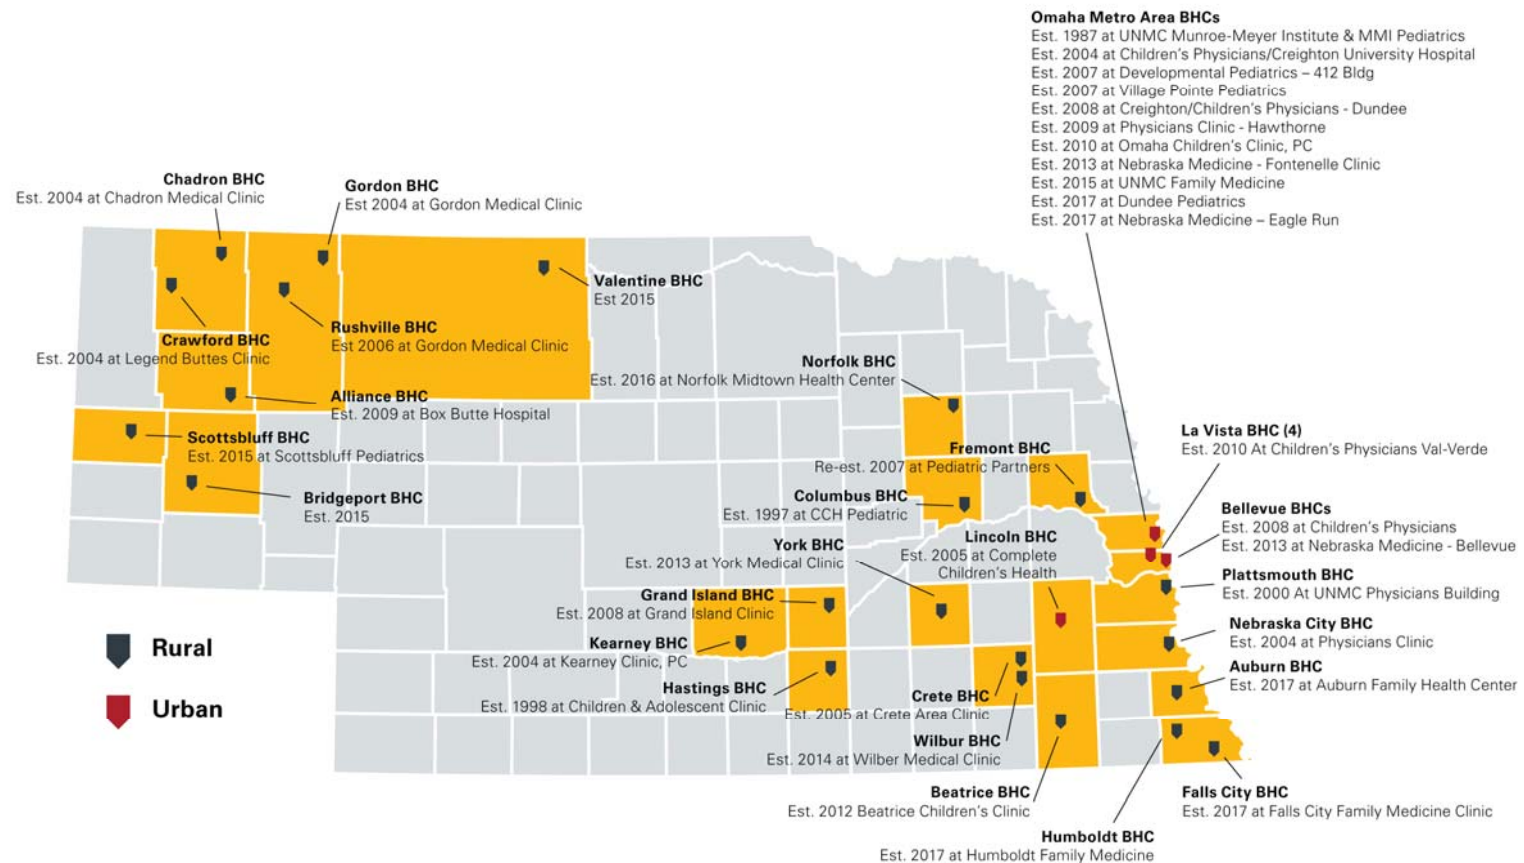 Omaha Metro Area BHCs
Est. 1987 at UNMC Munroe-Meyer Institute & MMI Pediatrics
Est. 2004 at Children's Physicians/Creighton University Hospital
Est. 2007 at Developmental Pediatrics – 412 Bldg
Est. 2007 at Village Pointe Pediatrics
Est. 2008 at Creighton/Children's Physicians - Dundee
Est. 2009 at Physicians Clinic - Hawthorne
Est. 2010 at Omaha Children's Clinic, PC
Est. 2013 at Nebraska Medicine - Fontenelle Clinic
Est. 2015 at UNMC Family Medicine
Est. 2017 at Dundee Pediatrics
Est. 2017 at Nebraska Medicine – Eagle Run
Chadron BHC
Est. 2004 at Chadron Medical Clinic
Gordon BHC
Est 2004 at Gordon Medical Clinic
Valentine BHC
Est 2015
Rushville BHC
Est 2006 at Gordon Medical Clinic
Crawford BHC
Est. 2004 at Legend Buttes Clinic
Alliance BHC
Est. 2009 at Box Butte Hospital
Scottsbluff BHC
Est. 2015 at Scottsbluff Pediatrics
Bridgeport BHC
Est. 2015
Norfolk BHC
Est. 2016 at Norfolk Midtown Health Center
Fremont BHC
Re-est. 2007 at Pediatric Partners
Columbus BHC
Est. 1997 at CCH Pediatric
York BHC
Est. 2013 at York Medical Clinic
Lincoln BHC
Est. 2005 at Complete
Children's Health
La Vista BHC (4)
Est. 2010 At Children's Physicians Val-Verde
Bellevue BHCs
Est. 2008 at Children's Physicians
Est. 2013 at Nebraska Medicine - Bellevue
Plattsmouth BHC
Est. 2000 At UNMC Physicians Building
Nebraska City BHC
Est. 2004 at Physicians Clinic
Auburn BHC
Est. 2017 at Auburn Family Health Center
Grand Island BHC
Est. 2008 at Grand Island Clinic
Kearney BHC
Est. 2004 at Kearney Clinic, PC
Hastings BHC
Est. 1998 at Children & Adolescent Clinic
Crete BHC
Est. 2005 at Crete Area Clinic
Wilbur BHC
Est. 2014 at Wilber Medical Clinic
Beatrice BHC
Est. 2012 Beatrice Children's Clinic
Falls City BHC
Est. 2017 at Falls City Family Medicine Clinic
Humboldt BHC
Est. 2017 at Humboldt Family Medicine
Rural
Urban